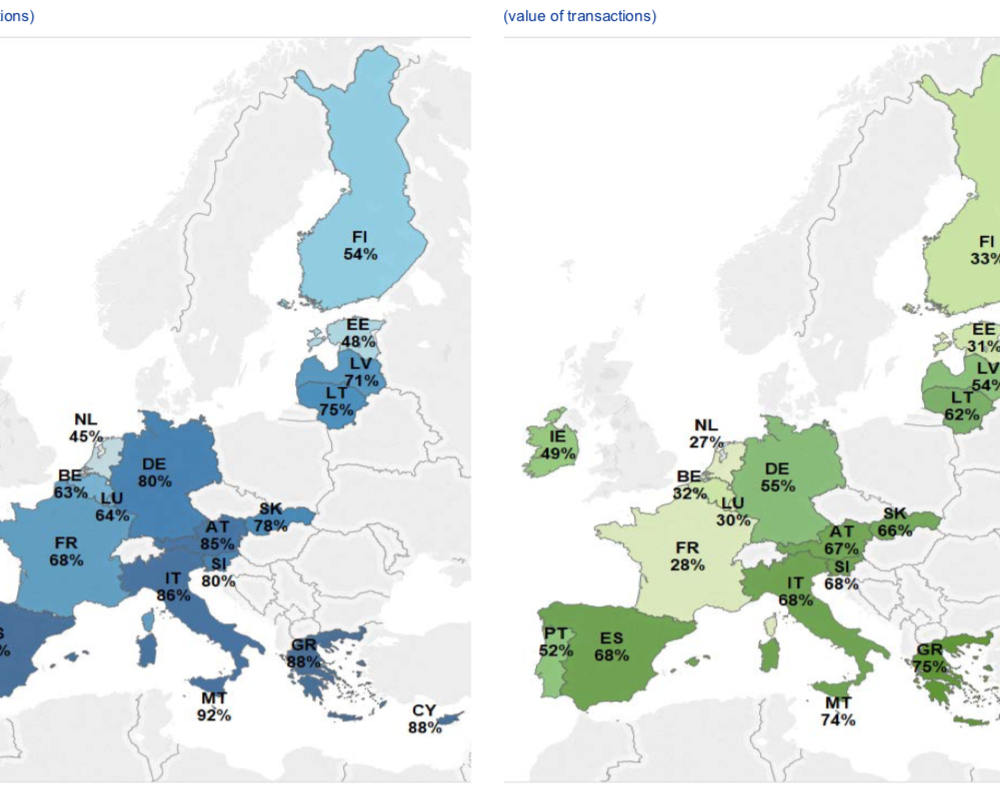 ions)
FI
54%
EE
48%
LV
71%
LT
75%
NL
45%
DE
80%
BE
63%
LU
64%
SK
78%
AT
85%
FR
68%
SI
80%
IT
86%
S
%
GR
88%
MT
92%
CY
88%
(value of transactions)
FI
33%
EE
31%
LV
54%
LT
62%
IE
49%
NL
27%
DE
55%
BE
32%
LU
30%
SK
66%
AT
67%
FR
28%
SI
68%
IT
68%
PT
52%
ES
68%
GR
75%
MT
74%